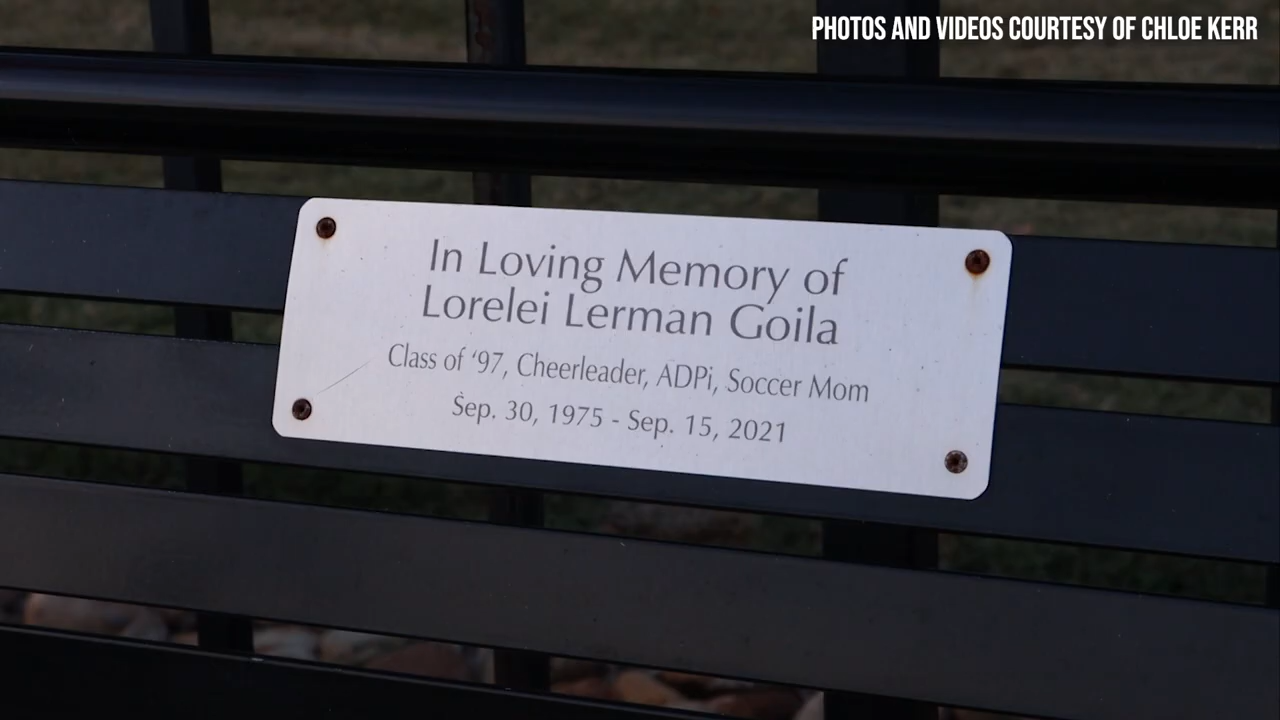 PHOTOS AND VIDEOS COURTESY OF CHLOE KERR
In Loving Memory of
Lorelei Lerman Goila
Class of ‘97, Cheerleader, ADPi, Soccer Mom
Sep. 30, 1975 - Sep. 15, 2021